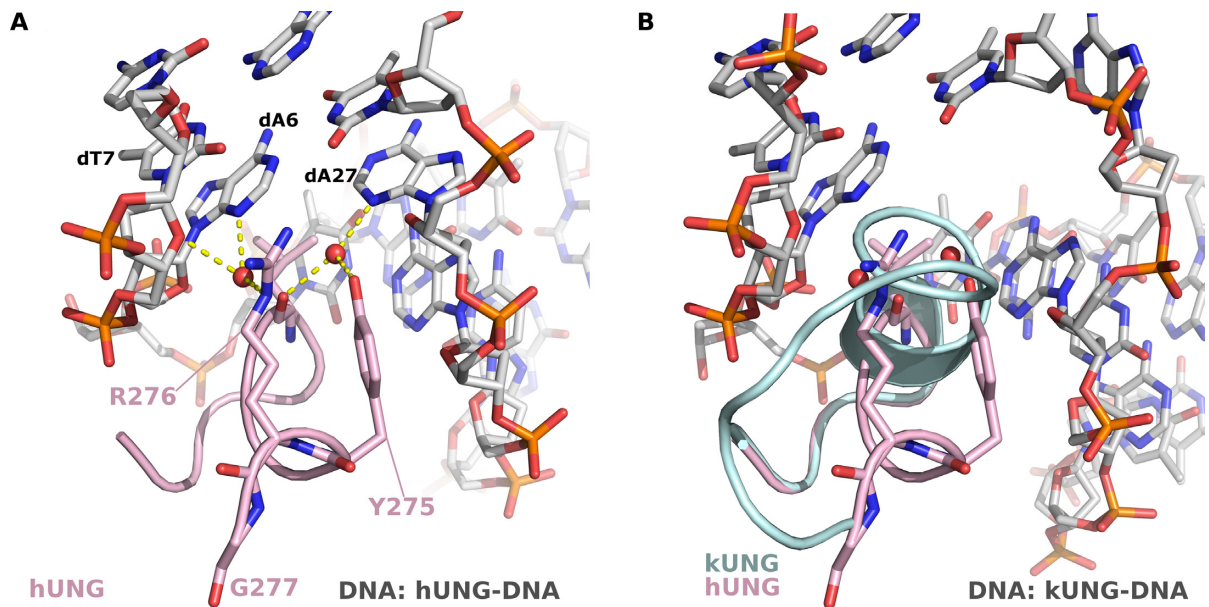 A
dA6
dT7
dA27
R276
Y275
hUNG
G277
DNA: hUNG-DNA
B
kUNG
hUNG
DNA: kUNG-DNA